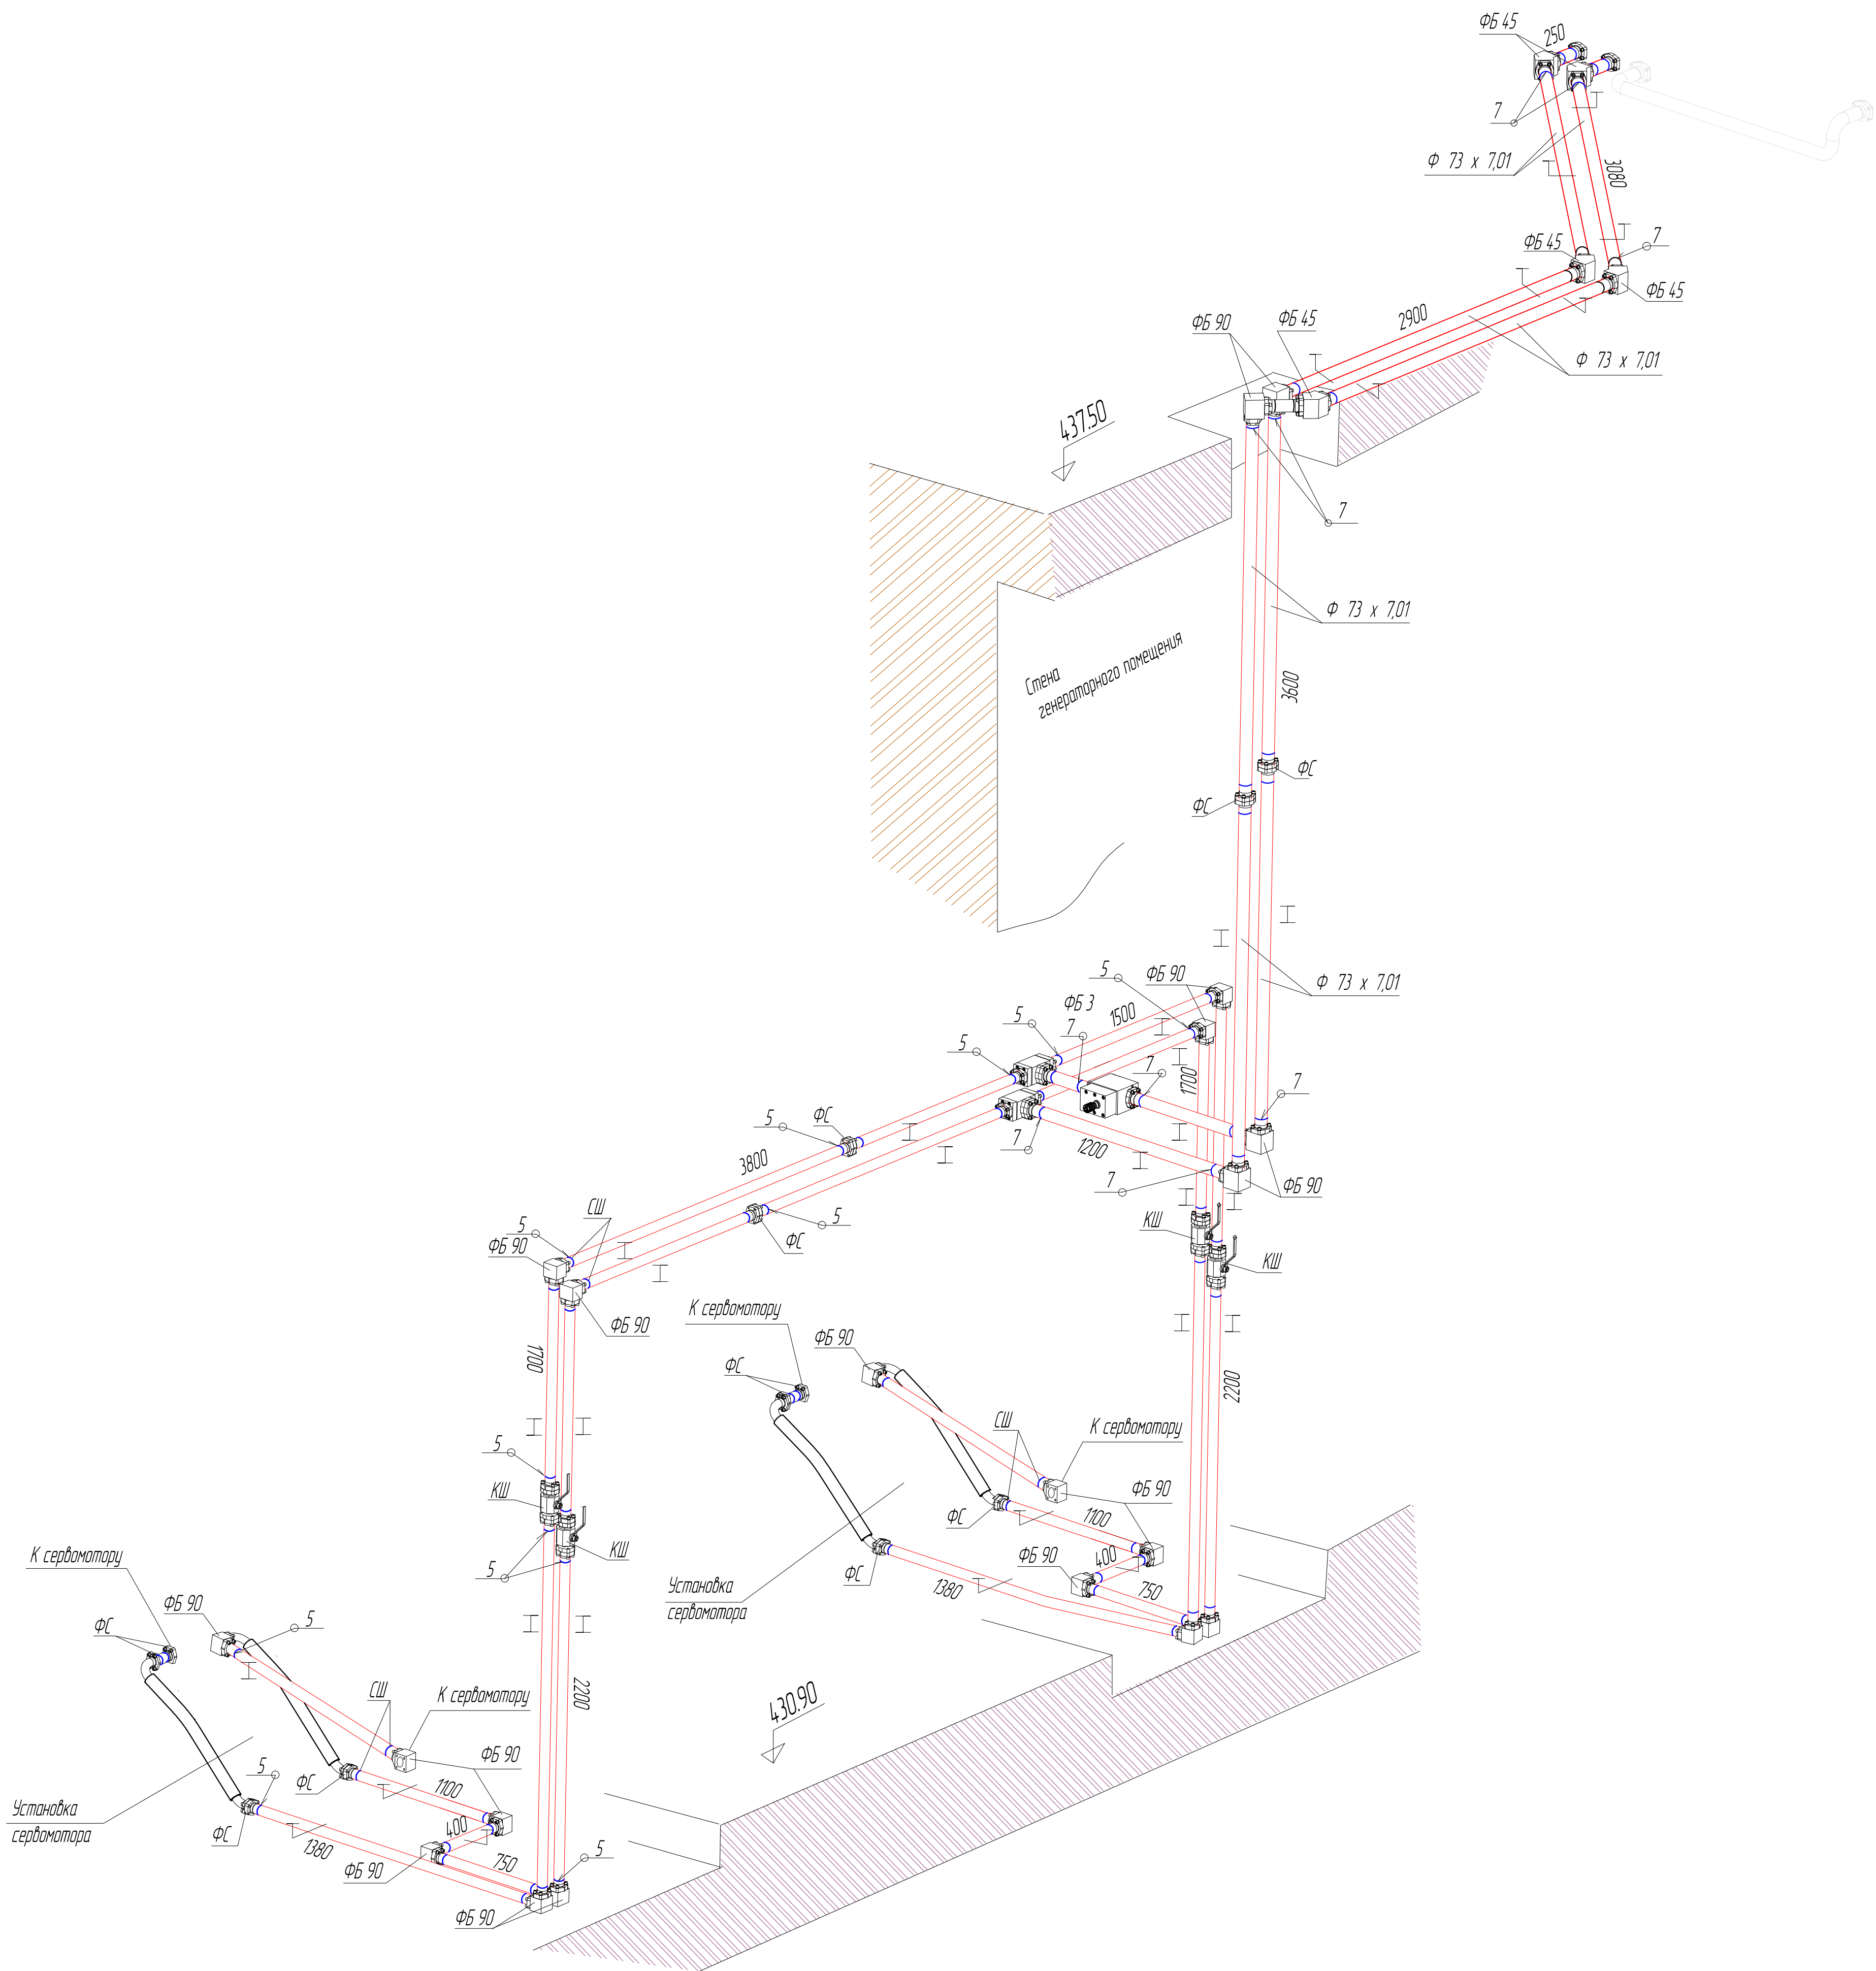 ФБ 45
250
7
Ф 73 х 7,01
3080
ФБ 45
7
ФБ 45
2900
ФБ 90
ФБ 45
Ф 73 х 7,01
437.50
7
Ф 73 х 7,01
Стена
генераторного помещения
3600
ФС
ФС
Ф 73 х 7,01
5
ФБ 90
ФБ 3
1500
5
7
5
7
1700
7
ФС
5
7
1200
3800
7
ФБ 90
СШ
5
5
ФС
ФБ 90
КШ
КШ
К сервомотору
ФБ 90
ФБ 90
1700
ФС
2200
СШ
К сервомотору
5
КШ
ФБ 90
ФС
1100
КШ
ФБ 90
400
К сервомотору
5
ФС
1380
750
Установка
сервомотора
ФБ 90
5
ФС
2200
СШ
К сервомотору
430.90
ФБ 90
5
ФС
1100
Установка
сервомотора
ФС
400
1380
750
5
ФБ 90
ФБ 90